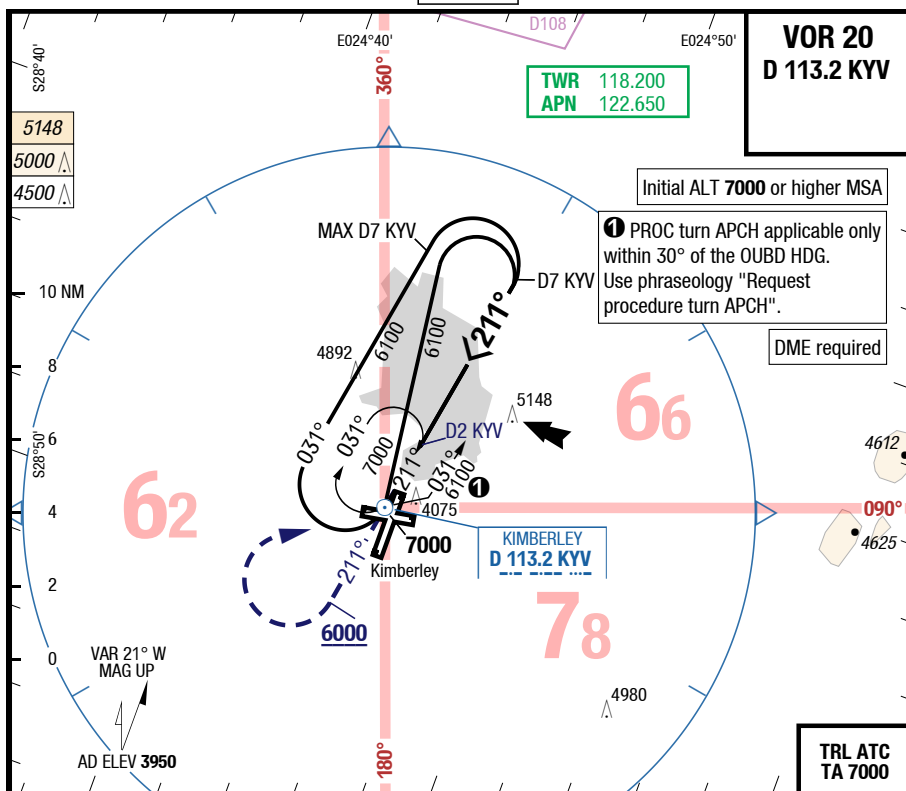 D108
E024°40'
E024°50'
S28°40'
VOR 20
D 113.2 KYV
TWR 118.200
APN 122.650
360°
5148
5000
4500
Initial ALT 7000 or higher MSA
1 PROC turn APCH applicable only
within 30° of the OUBD HDG.
Use phraseology "Request
procedure turn APCH".
DME required
MAX D7 KYV
D7 KYV
10 NM
8
6
4
2
0
<211°
6100
6100
4892
5148
66
031°
031°
7000
D2 KYV
211°
031°
6100
1
4075
S28°50'
62
4612
090°
4625
7000
Kimberley
KIMBERLEY
D 113.2 KYV
211°
6000
78
VAR 21° W
MAG UP
4980
AD ELEV 3950
180°
TRL ATC
TA 7000